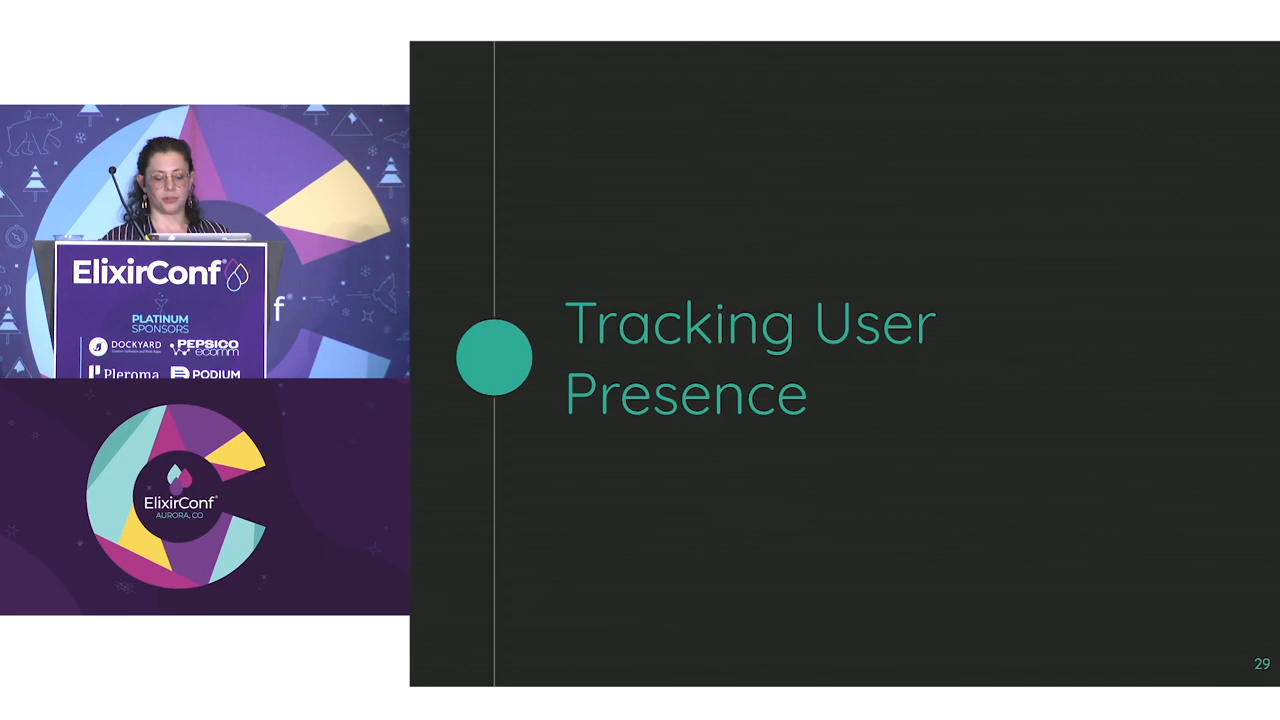 ElixirConf
f
PLATINUM
SPONSORS
DOCKYARD
PEPSICO
ecomm
Pleroma
PODIUM
ElixirConf
AURORA, CO
Tracking User
Presence
29